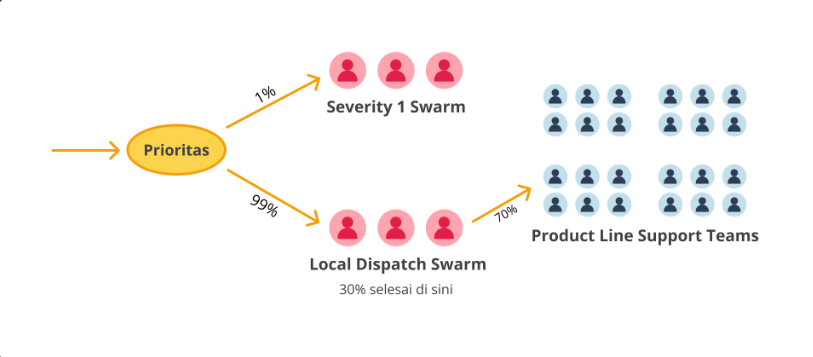 1%
Severity 1 Swarm
Prioritas
99%
70%
Product Line Support Teams
Local Dispatch Swarm
30% selesai di sini